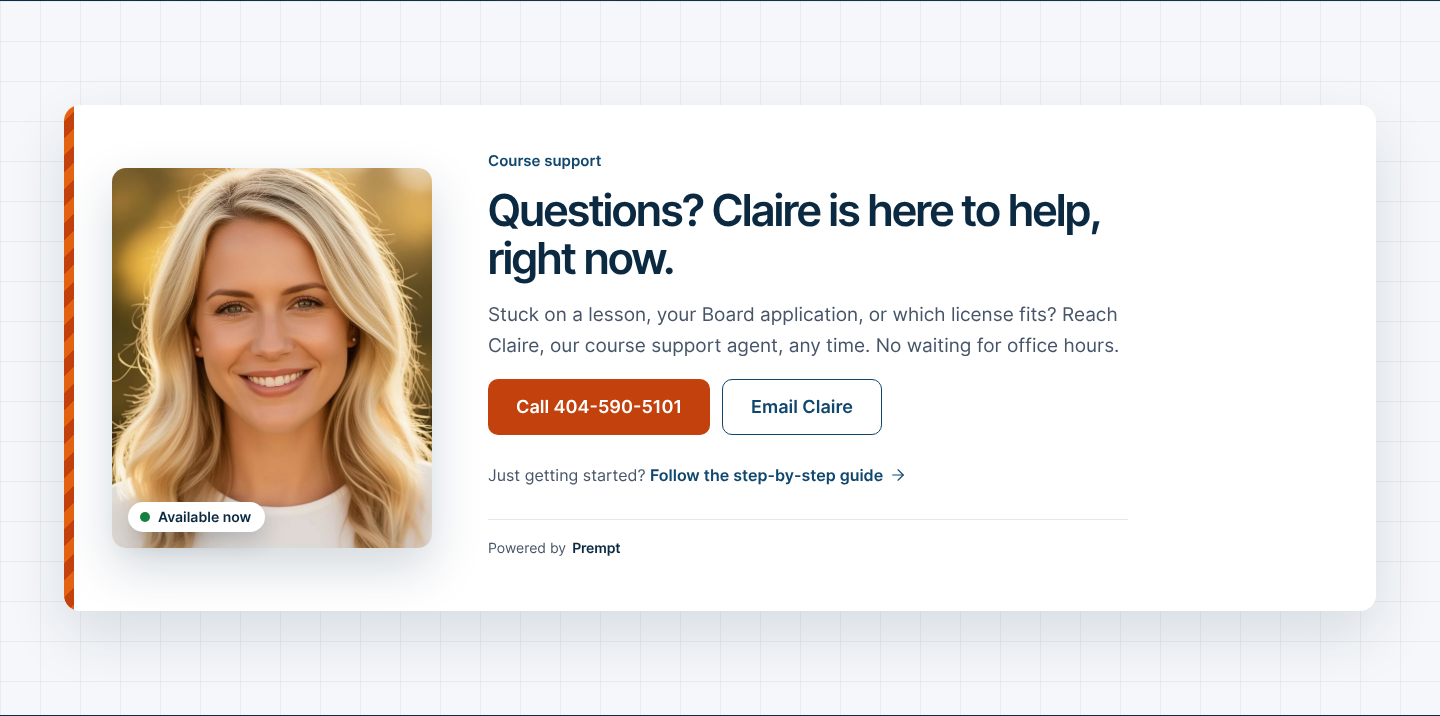 Course support
Questions? Claire is here to help,
right now.
Stuck on a lesson, your Board application, or which license fits? Reach
Claire, our course support agent, any time. No waiting for office hours.
Call 404-590-5101
Email Claire
Just getting started? Follow the step-by-step guide →
Available now
Powered by Prempt